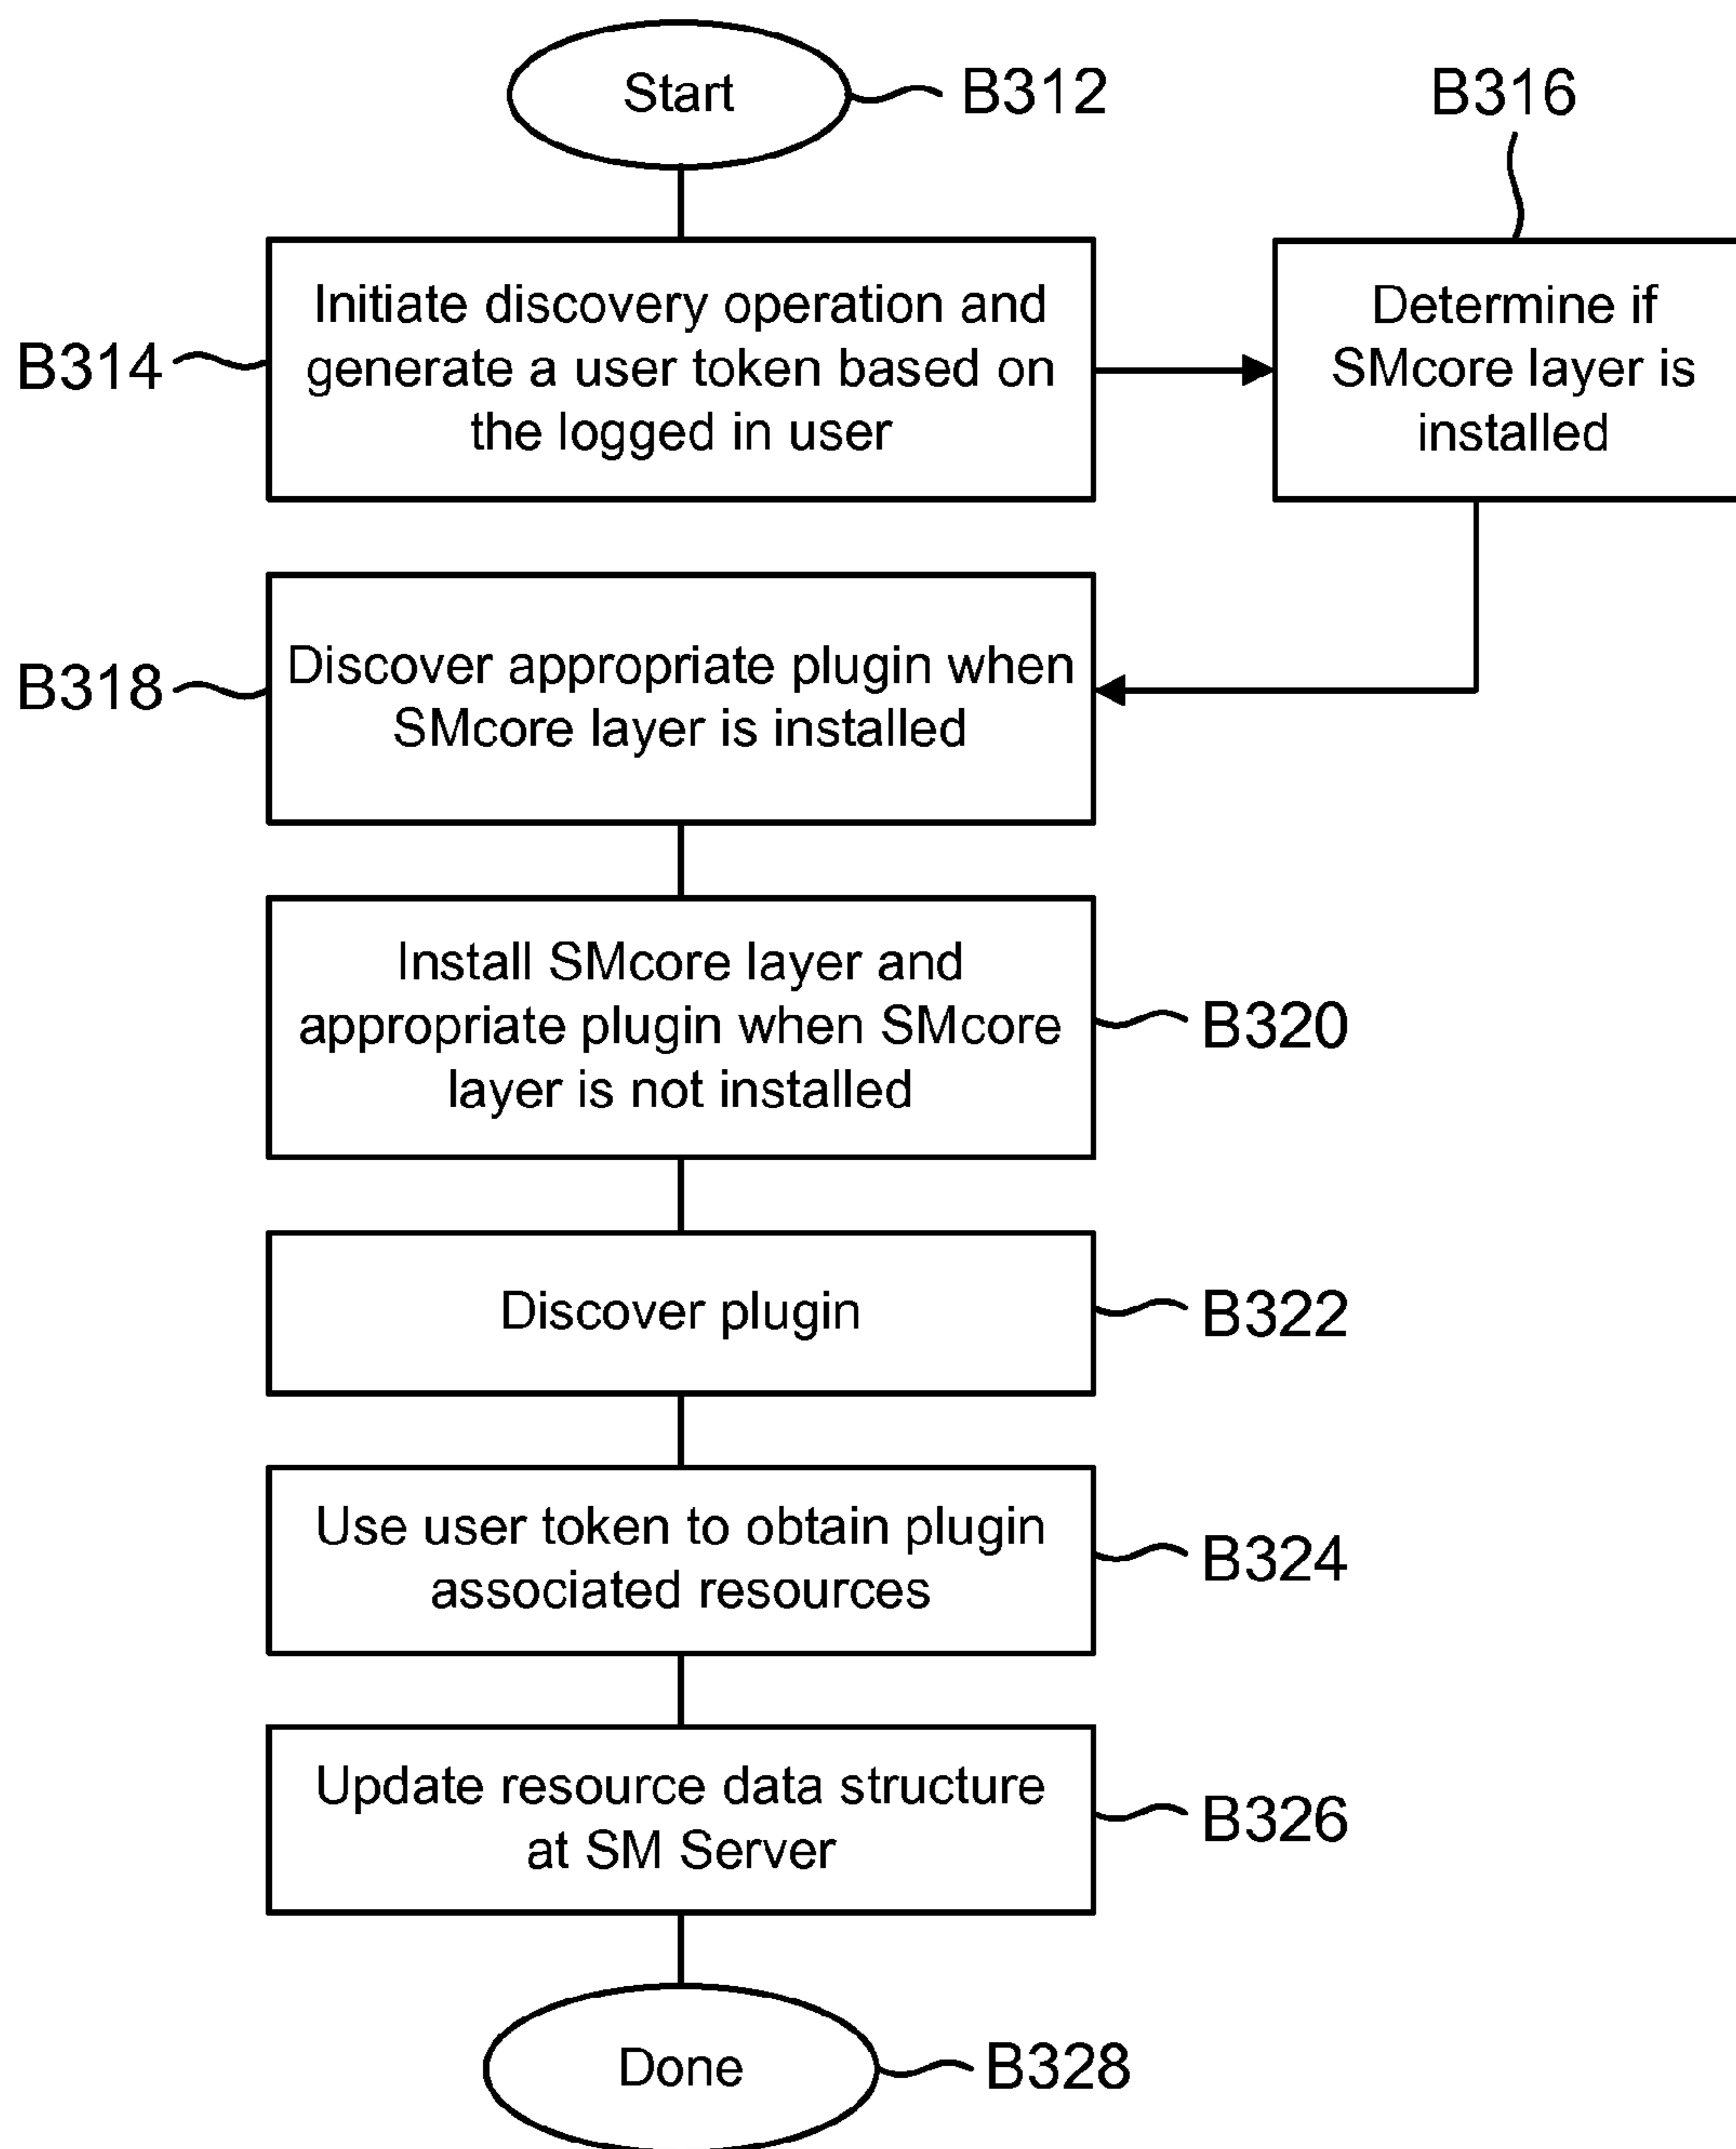 Start
B312
B316
B314
Initiate discovery operation and
generate a user token based on
the logged in user
Determine if
SMcore layer is
installed
B318
Discover appropriate plugin when
SMcore layer is installed
Install SMcore layer and
appropriate plugin when SMcore
layer is not installed
B320
Discover plugin
B322
Use user token to obtain plugin
associated resources
B324
Update resource data structure
at SM Server
B326
Done
B328